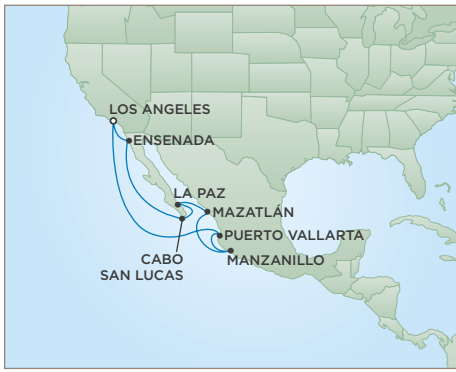 LOS ANGELES
ENSENADA
LA PAZ
MAZATLÁN
PUERTO VALLARTA
CABO
SAN LUCAS
MANZANILLO